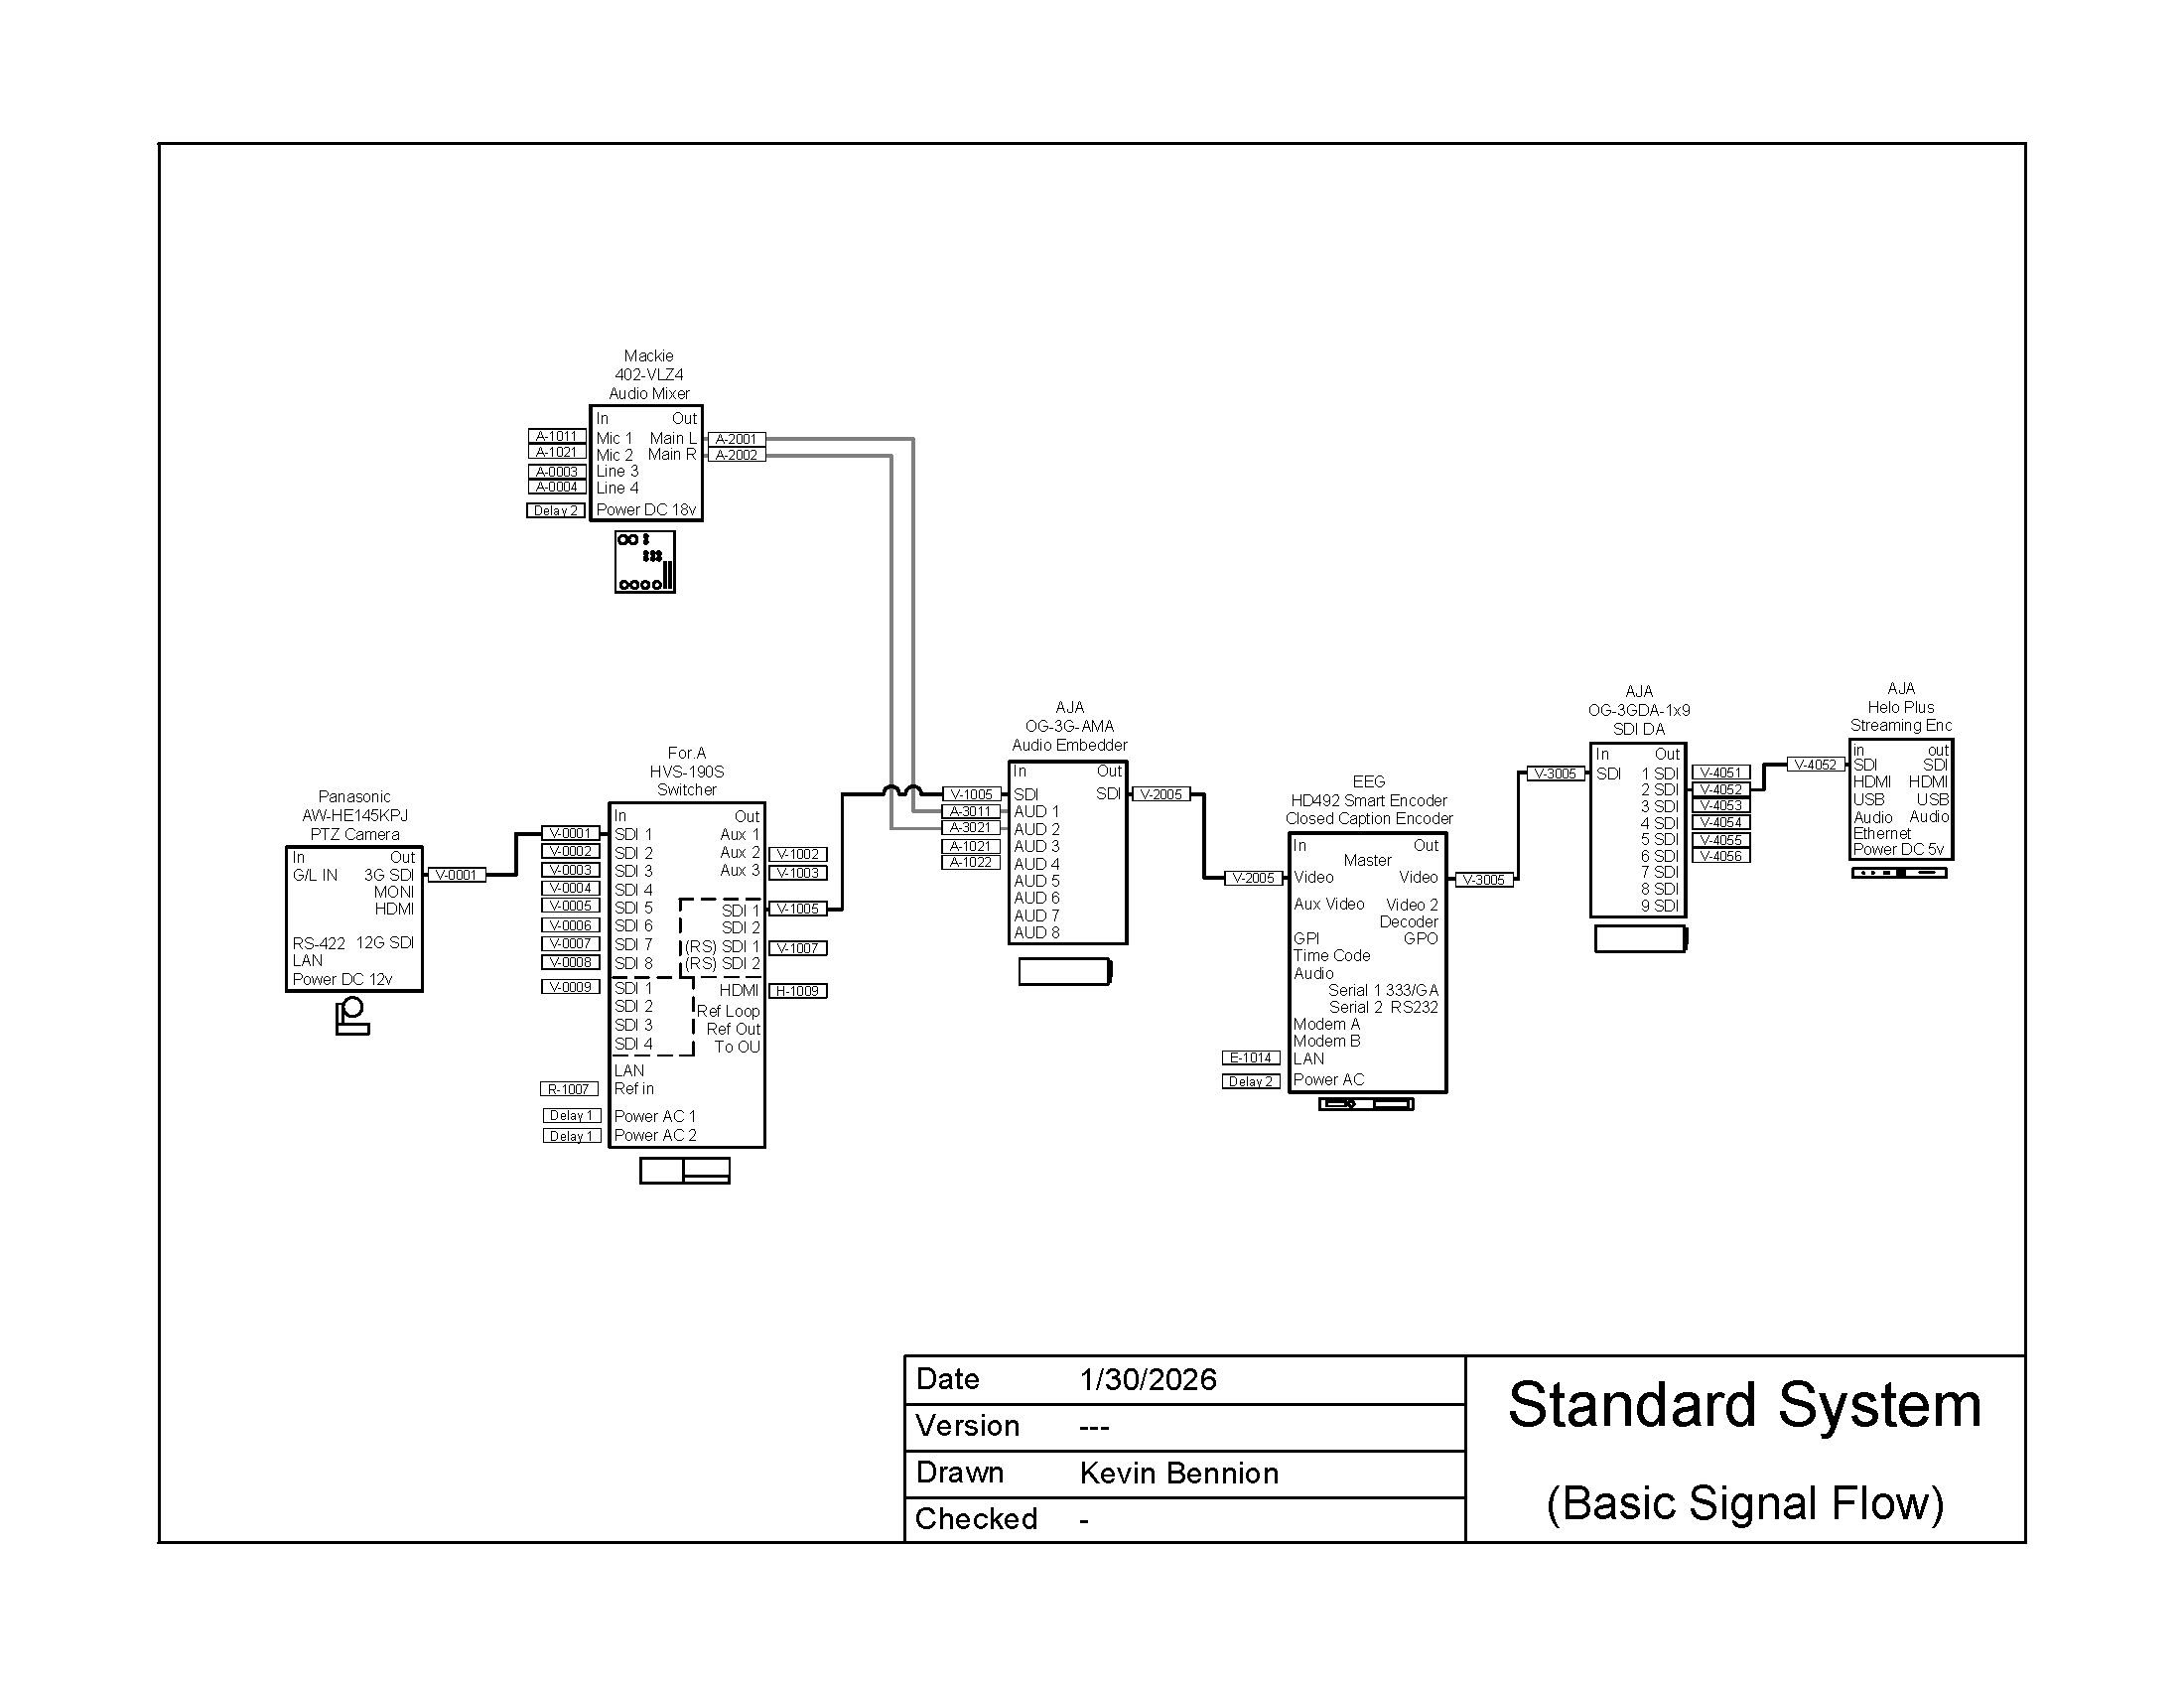 Mackie
402-VLZ4
Audio Mixer
In Out
A-1011 Mic 1 Main L A-2001
A-1021 Mic 2 Main R A-2002
A-0003 Line 3
A-0004 Line 4
Delay 2 Power DC 18v
Panasonic
AW-HE145KPJ
PTZ Camera
In Out
G/L IN 3G SDI V-0001
MONI
HDMI
RS-422 12G SDI
LAN
Power DC 12v
For.A
HVS-190S
Switcher
In Out
V-0001 SDI 1 Aux 1
V-0002 SDI 2 Aux 2 V-1002
V-0003 SDI 3 Aux 3 V-1003
V-0004 SDI 4
V-0005 SDI 5 SDI 1 V-1005
V-0006 SDI 6 SDI 2
V-0007 SDI 7 (RS) SDI 1 V-1007
V-0008 SDI 8 (RS) SDI 2
V-0009 SDI 1 HDMI H-1009
SDI 2 Ref Loop
SDI 3 Ref Out
SDI 4 To OU
LAN
R-1007 Ref in
Delay 1 Power AC 1
Delay 1 Power AC 2
AJA
OG-3G-AMA
Audio Embedder
In Out
V-1005 SDI SDI V-2005
A-3011 AUD 1
A-3021 AUD 2
A-1021 AUD 3
A-1022 AUD 4
AUD 5
AUD 6
AUD 7
AUD 8
EEG
HD492 Smart Encoder
Closed Caption Encoder
In Out
Master
V-2005 Video Video V-3005
Aux Video Video 2
Decoder
GPI GPO
Time Code
Audio
Serial 1 333/GA
Serial 2 RS232
Modem A
Modem B
E-1014 LAN
Delay 2 Power AC
AJA
OG-3GDA-1x9
SDI DA
In Out
V-3005 SDI 1 SDI V-4051
2 SDI V-4052
3 SDI V-4053
4 SDI V-4054
5 SDI V-4055
6 SDI V-4056
7 SDI
8 SDI
9 SDI
AJA
Helo Plus
Streaming Enc
in out
V-4052 SDI SDI
HDMI HDMI
USB USB
Audio Audio
Ethernet
Power DC 5v
Date 1/30/2026
Version ---
Drawn Kevin Bennion
Checked -
Standard System
(Basic Signal Flow)